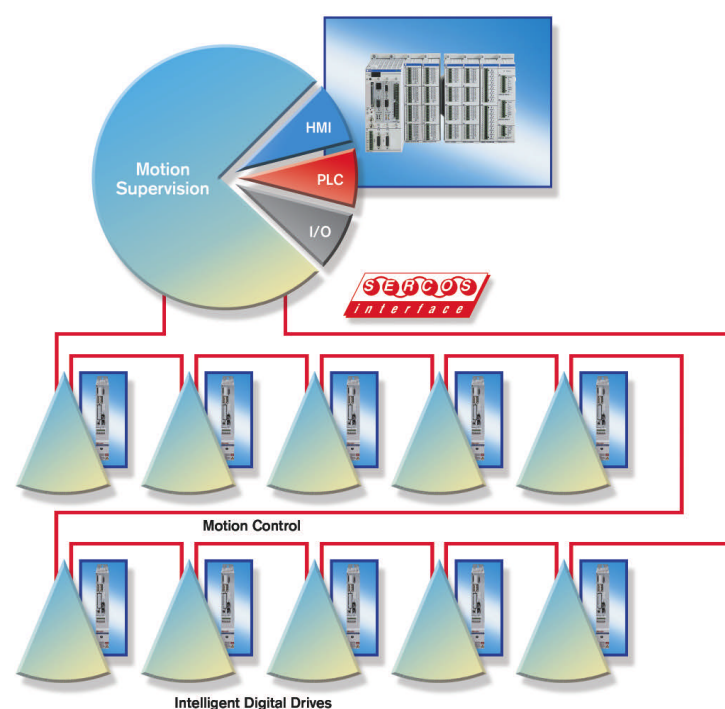 HMI
Motion
Supervision
PLC
I/O
SERCOS
interface
Motion Control
Intelligent Digital Drives